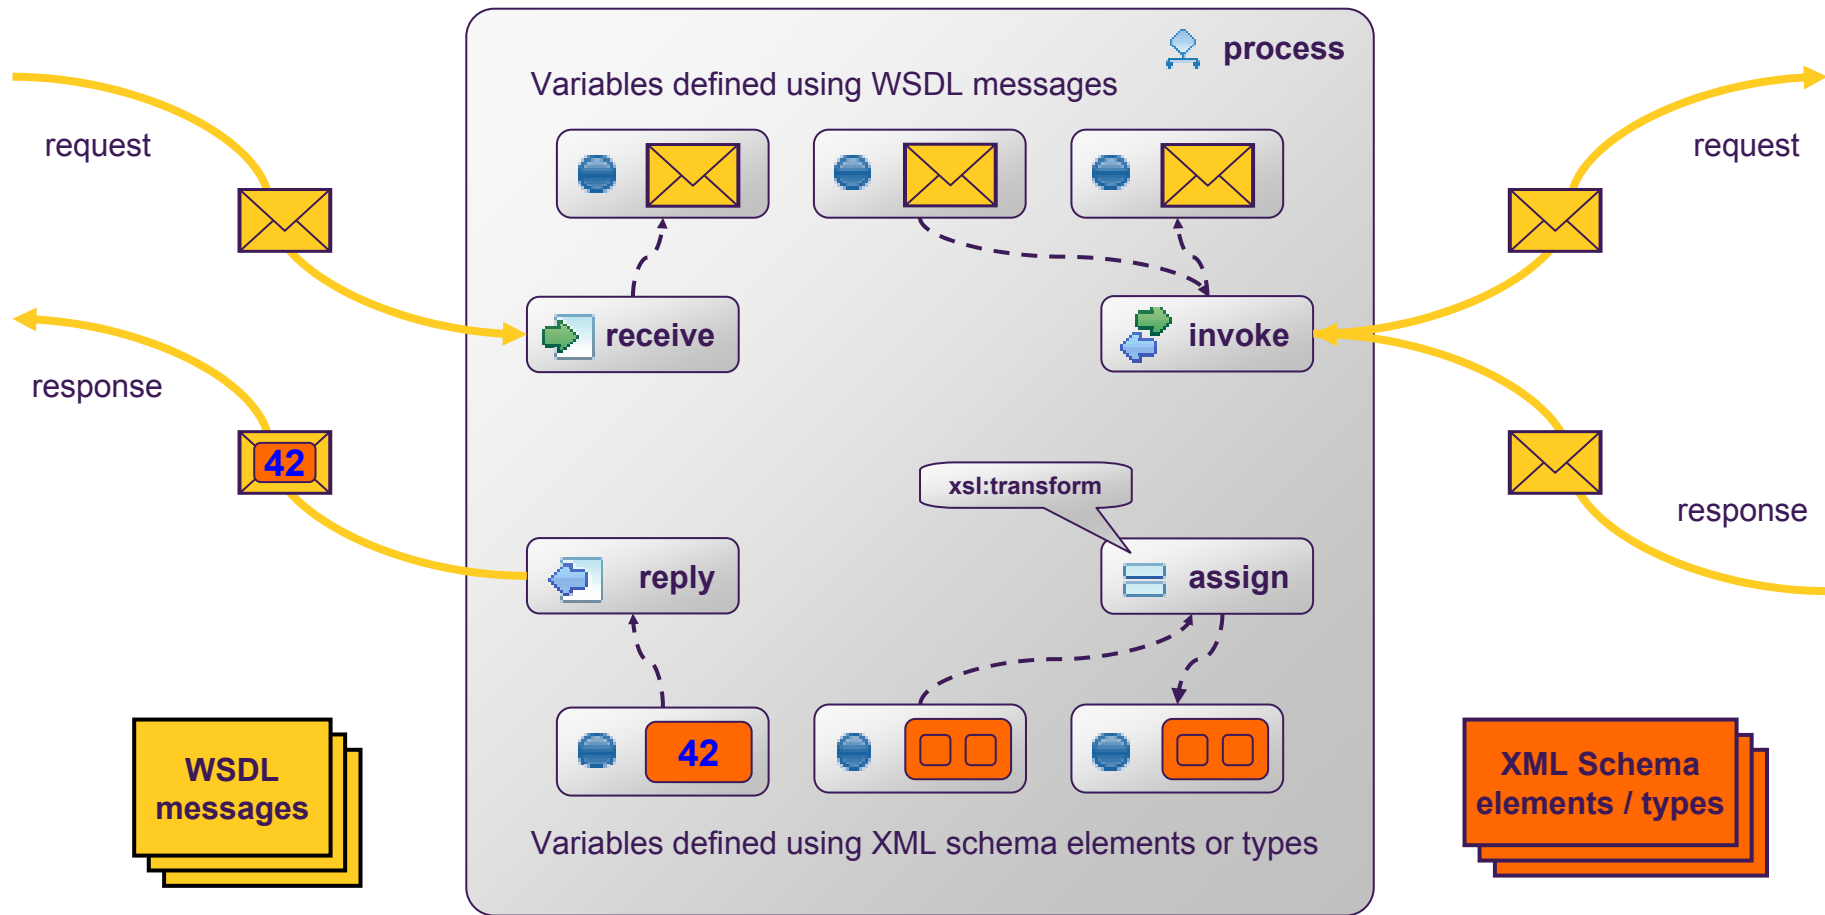 process
Variables defined using WSDL messages
request
request
receive
invoke
response
42
xsl:transform
response
reply
assign
42
WSDL
messages
XML Schema
elements / types
Variables defined using XML schema elements or types